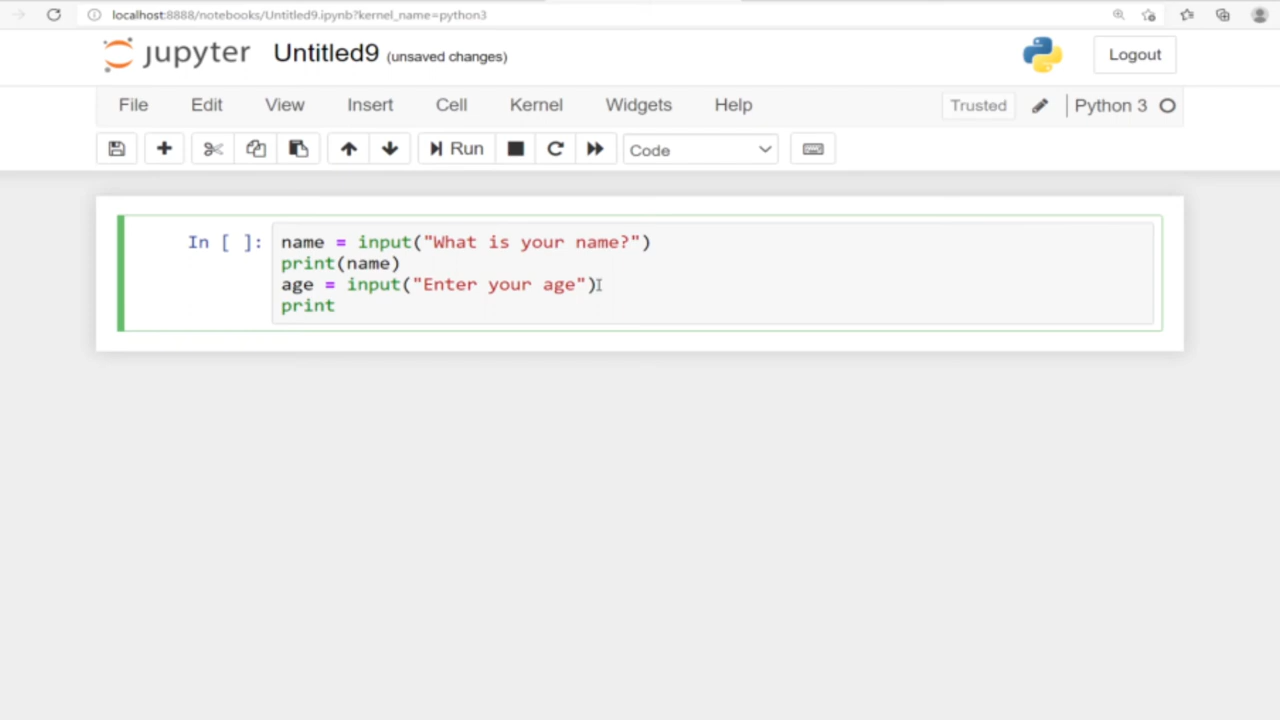 localhost:8888/notebooks/Untitled9.ipynb?kernel_name=python3
jupyter Untitled9 (unsaved changes) Logout
File Edit View Insert Cell Kernel Widgets Help Trusted Python 3
Run Code
In [ ]: name = input("What is your name?")
print(name)
age = input("Enter your age")
print